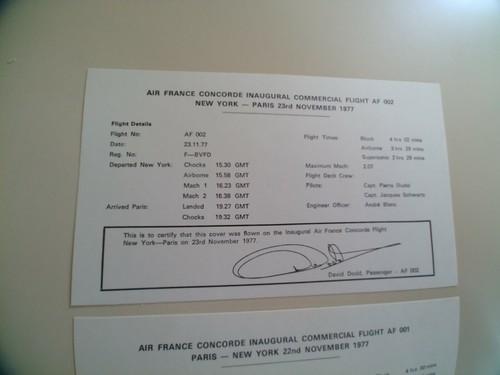 AIR FRANCE CONCORDE INAUGURAL COMMERCIAL FLIGHT AF 002
NEW YORK — PARIS 23rd NOVEMBER 1977
Flight Details
Flight No: AF 002 Flight Times: Block 4 hrs 02 mins
Date: 23.11.77 Airborne 3 hrs 29 mins
Reg. No: F—BVFD Supersonic 2 hrs 29 mins
Departed New York: Chocks 15.30 GMT Maximum Mach: 2.03
Airborne 15.58 GMT Flight Deck Crew:
Mach 1 16.23 GMT Pilots: Capt. Pierre
Mach 2 16.38 GMT Capt. Jacques Schwartz
Arrived Paris: Landed 19.27 GMT Engineer Officer: André Blanc
Chocks 19.32 GMT
This is to certify that this cover was flown on the Inaugural Air France Concorde Flight
New York—Paris on 23rd November 1977.
David Dodd, Passenger - AF 002
AIR FRANCE CONCORDE INAUGURAL COMMERCIAL FLIGHT AF 001
PARIS — NEW YORK 22nd NOVEMBER 1977